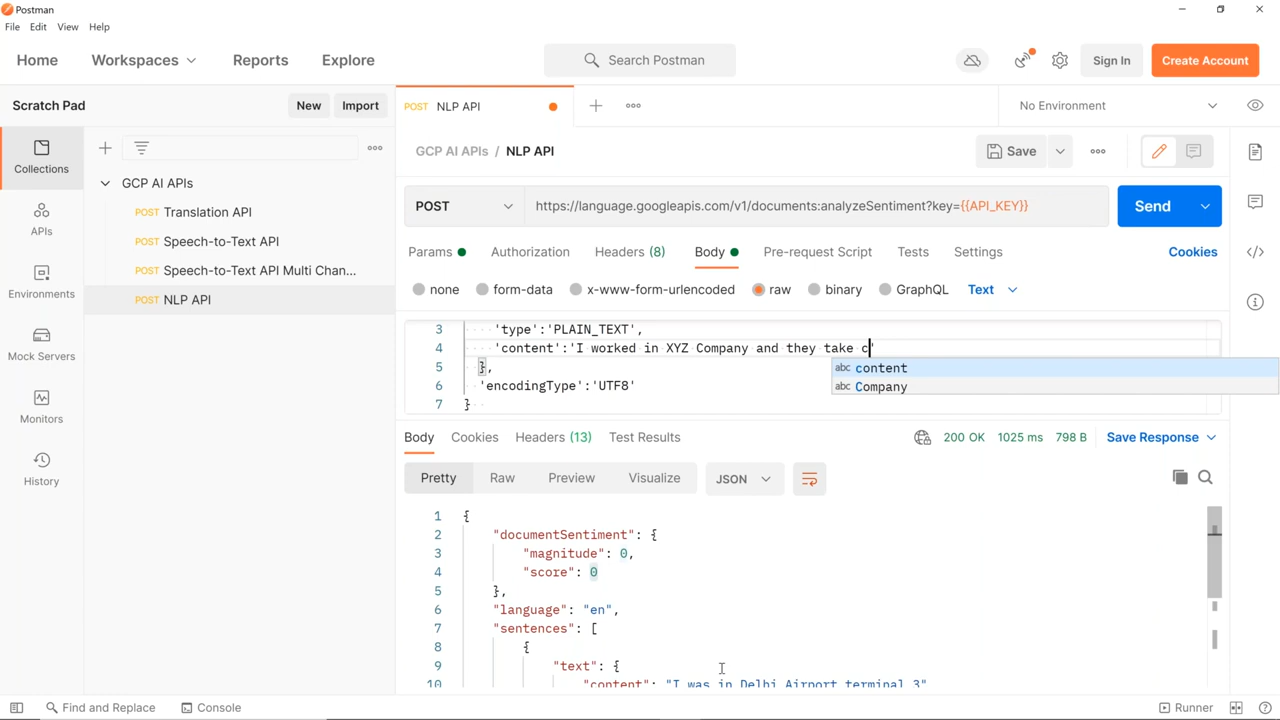 Postman
File Edit View Help
Home Workspaces Reports Explore Search Postman Sign In Create Account
Scratch Pad New Import POST NLP API No Environment
Collections
APIs
Environments
Mock Servers
Monitors
History
GCP AI APIs
POST Translation API
POST Speech-to-Text API
POST Speech-to-Text API Multi Chan...
POST NLP API
GCP AI APIs / NLP API Save
POST https://language.googleapis.com/v1/documents:analyzeSentiment?key={{API_KEY}} Send
Params Authorization Headers (8) Body Pre-request Script Tests Settings Cookies
none form-data x-www-form-urlencoded raw binary GraphQL Text
3 'type':'PLAIN_TEXT',
4 'content':'I worked in XYZ Company and they take c'
5 },
6 'encodingType':'UTF8'
7 }
abc content
abc Company
Body Cookies Headers (13) Test Results 200 OK 1025 ms 798 B Save Response
Pretty Raw Preview Visualize JSON
1 {
2 "documentSentiment": {
3 "magnitude": 0,
4 "score": 0
5 },
6 "language": "en",
7 "sentences": [
8 {
9 "text": {
10 "content": "I was in Delhi Airport terminal 3"
Find and Replace Console Runner